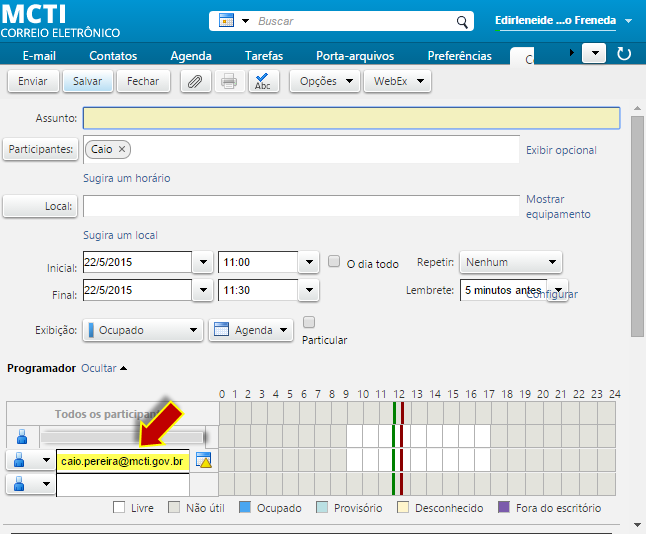 MCTI
CORREIO ELETRÔNICO
Buscar
Edirleneide ...o Freneda
E-mail Contatos Agenda Tarefas Porta-arquivos Preferências
Enviar Salvar Fechar Abc Opções WebEx
Assunto:
Participantes: Caio × Exibir opcional
Sugira um horário
Local: Mostrar equipamento
Sugira um local
Inicial: 22/5/2015 11:00 O dia todo Repetir: Nenhum
Final: 22/5/2015 11:30 Lembrete: 5 minutos antes Configurar
Exibição: Ocupado Agenda Particular
Programador Ocultar
0 1 2 3 4 5 6 7 8 9 10 11 12 13 14 15 16 17 18 19 20 21 22 23 24
Todos os participan
caio.pereira@mcti.gov.br
Livre Não útil Ocupado Provisório Desconhecido Fora do escritório